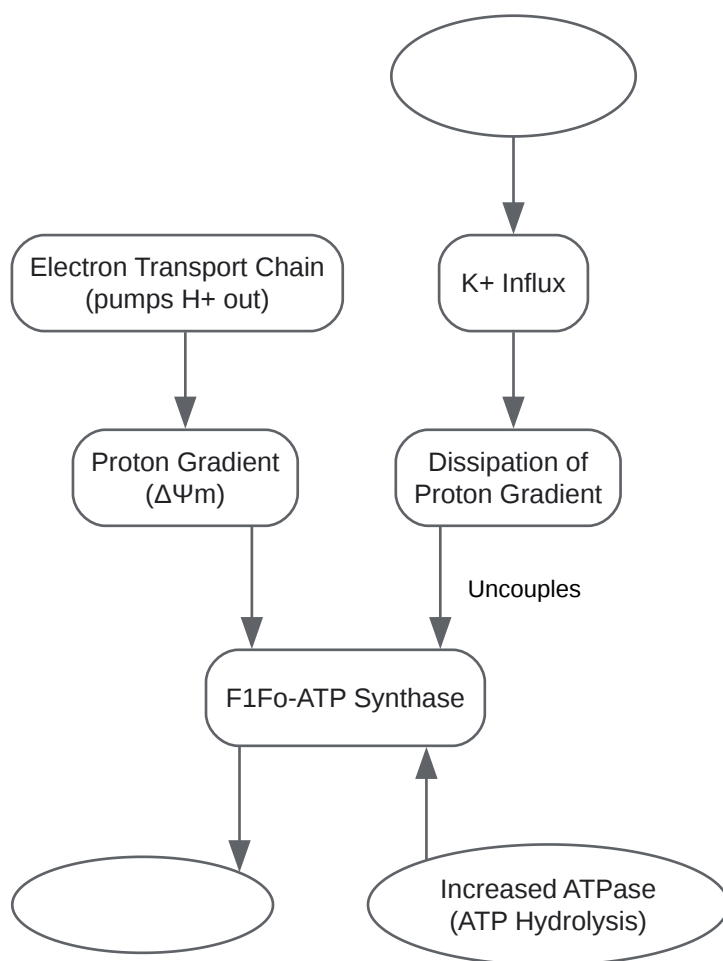 Electron Transport Chain
(pumps H+ out)
K+ Influx
Proton Gradient
(ΔΨm)
Dissipation of
Proton Gradient
Uncouples
F1Fo-ATP Synthase
Increased ATPase
(ATP Hydrolysis)